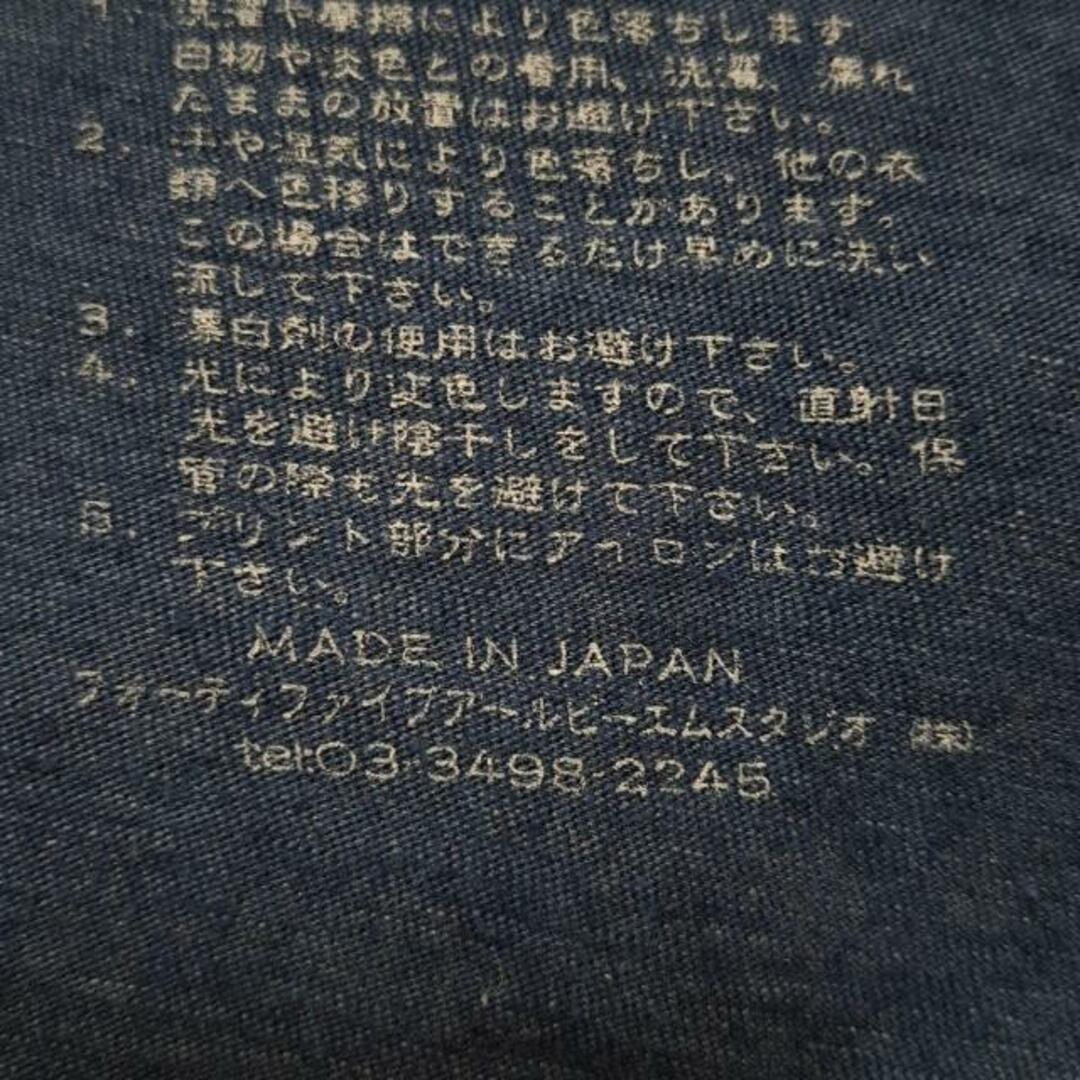 1. 洗濯や摩擦により色落ちします。
白物や淡色との着用、洗濯、濡れ
たままの放置はお避け下さい。
2. 汗や湿気により色落ちし、他の衣
類へ色移りすることがあります。
この場合はできるだけ早めに洗い
流して下さい。
3. 漂白剤の使用はお避け下さい。
4. 光により変色しますので、直射日
光を避け陰干しをして下さい。保
管の際も光を避けて下さい。
5. プリント部分にアイロンはお避け
下さい。
MADE IN JAPAN
フォーティファイブアールピーエムスタジオ ㈱
tel:03-3498-2245